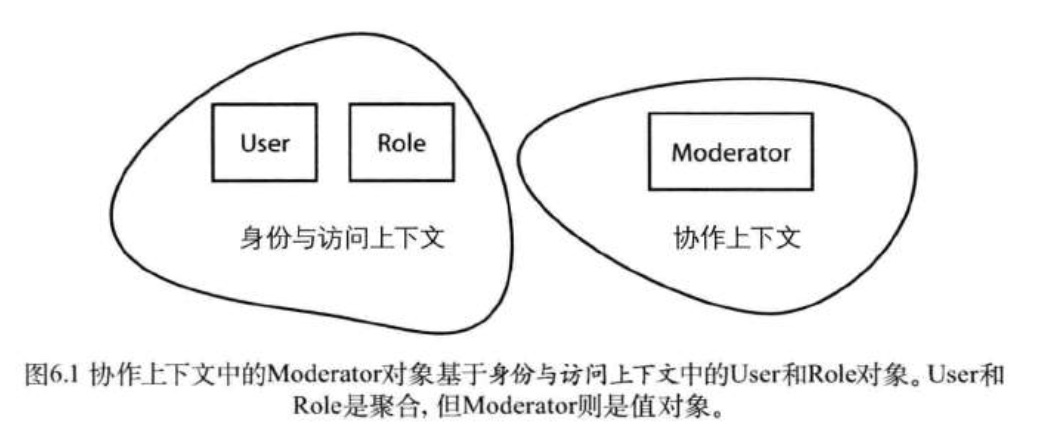 User
Role
Moderator
身份与访问上下文
协作上下文
图6.1 协作上下文中的Moderator对象基于身份与访问上下文中的User和Role对象。User和
Role是聚合, 但Moderator则是值对象。